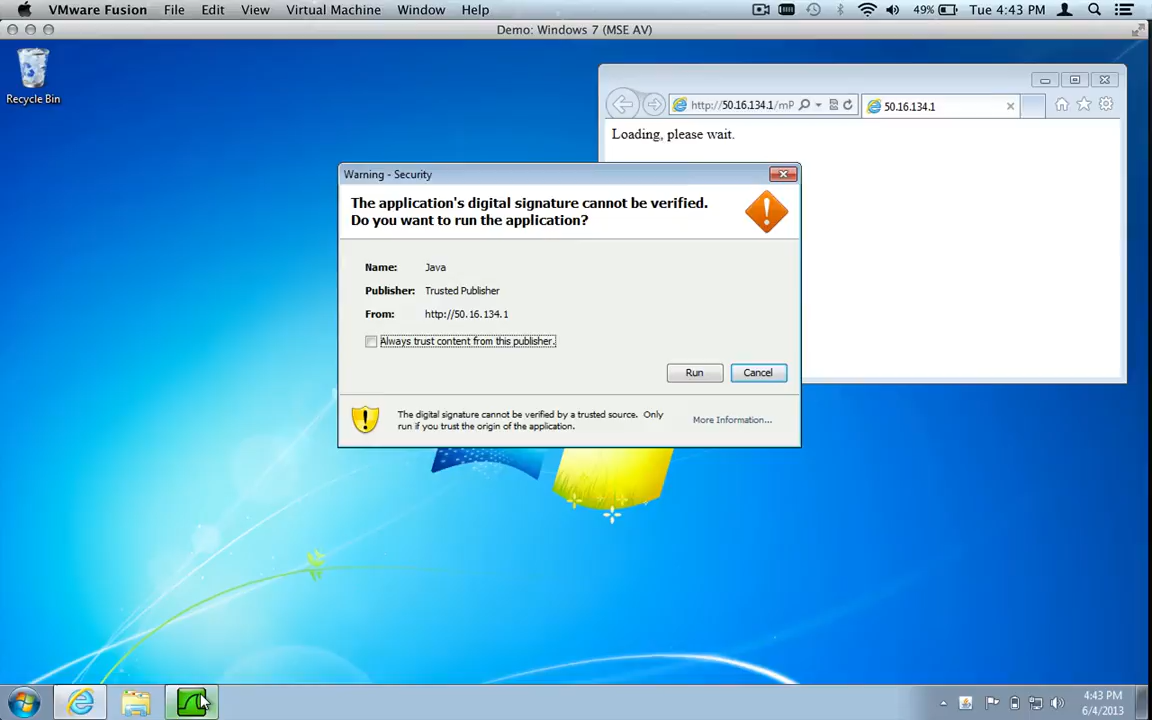 VMware Fusion File Edit View Virtual Machine Window Help 49% Tue 4:43 PM
Demo: Windows 7 (MSE AV)
Recycle Bin
http://50.16.134.1/mP 50.16.134.1
Loading, please wait.
Warning - Security
The application's digital signature cannot be verified.
Do you want to run the application?
Name: Java
Publisher: Trusted Publisher
From: http://50.16.134.1
Always trust content from this publisher.
Run Cancel
The digital signature cannot be verified by a trusted source. Only
run if you trust the origin of the application.
More Information...
4:43 PM
6/4/2013